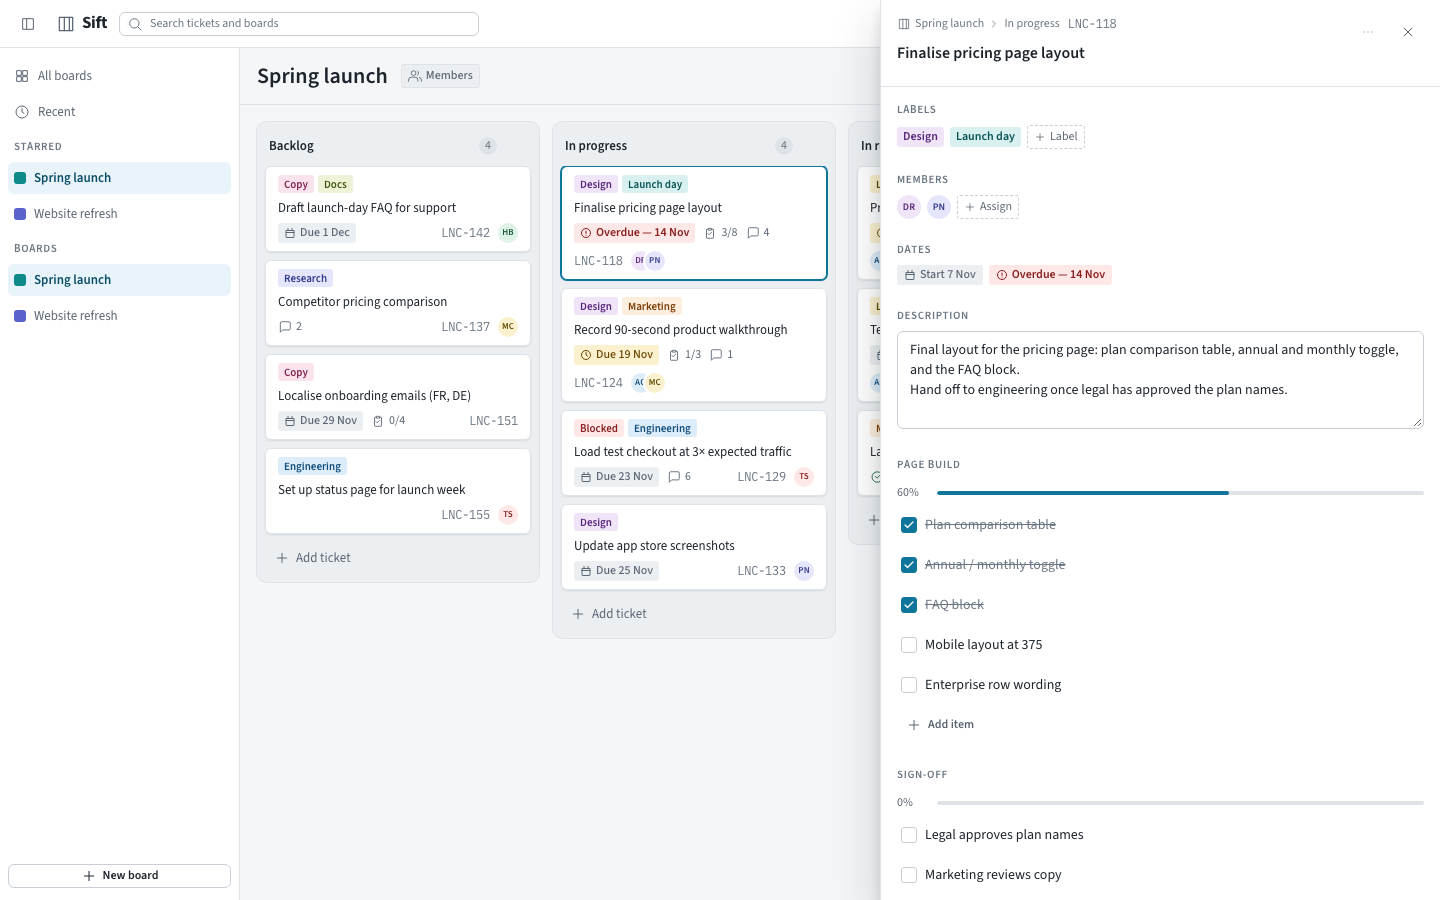 Sift
Search tickets and boards
All boards
Recent
STARRED
Spring launch
Website refresh
BOARDS
Spring launch
Website refresh
New board
Spring launch
Members
Backlog 4
Copy Docs
Draft launch-day FAQ for support
Due 1 Dec LNC-142 HB
Research
Competitor pricing comparison
2 LNC-137 MC
Copy
Localise onboarding emails (FR, DE)
Due 29 Nov 0/4 LNC-151
Engineering
Set up status page for launch week
LNC-155 TS
Add ticket
In progress 4
Design Launch day
Finalise pricing page layout
Overdue — 14 Nov 3/8 4
LNC-118 PN
Design Marketing
Record 90-second product walkthrough
Due 19 Nov 1/3 1
LNC-124 MC
Blocked Engineering
Load test checkout at 3× expected traffic
Due 23 Nov 6 LNC-129 TS
Design
Update app store screenshots
Due 25 Nov LNC-133 PN
Add ticket
Spring launch In progress LNC-118
Finalise pricing page layout
LABELS
Design Launch day Label
MEMBERS
DR PN Assign
DATES
Start 7 Nov Overdue — 14 Nov
DESCRIPTION
Final layout for the pricing page: plan comparison table, annual and monthly toggle,
and the FAQ block.
Hand off to engineering once legal has approved the plan names.
PAGE BUILD
60%
Plan comparison table
Annual / monthly toggle
FAQ block
Mobile layout at 375
Enterprise row wording
Add item
SIGN-OFF
0%
Legal approves plan names
Marketing reviews copy